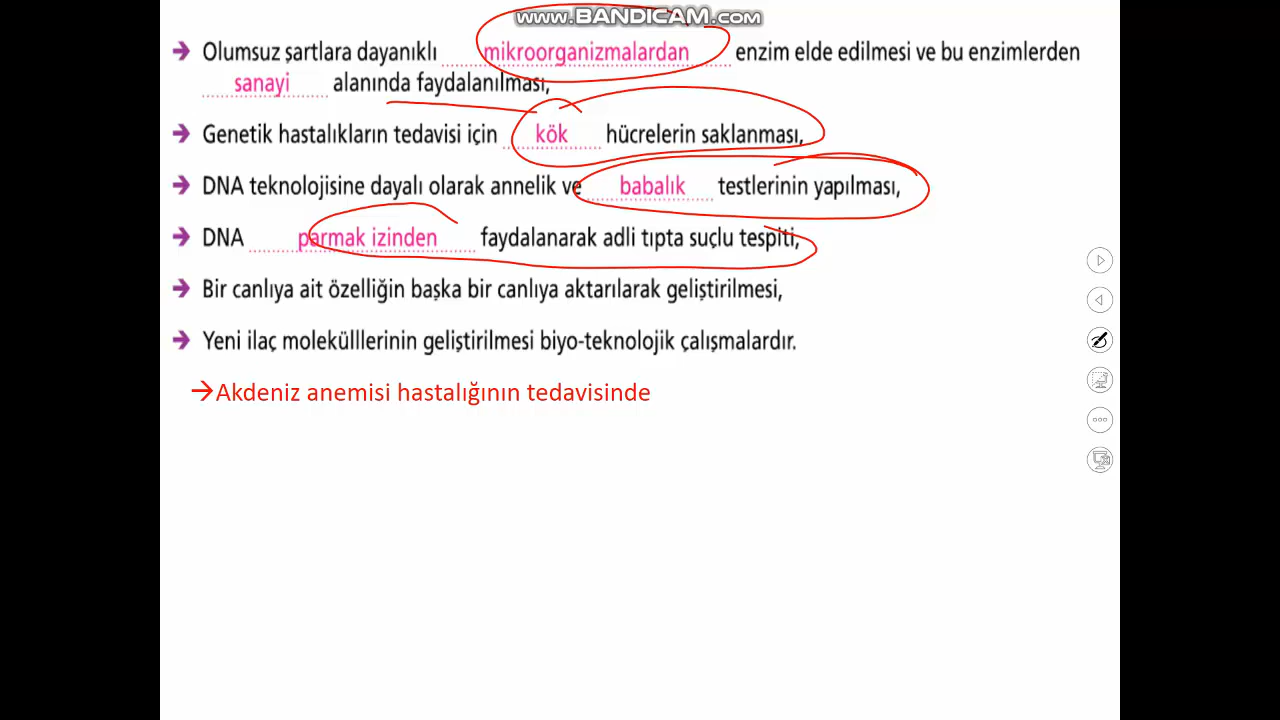 www.BANDICAM.com
→ Olumsuz şartlara dayanıklı mikroorganizmalardan enzim elde edilmesi ve bu enzimlerden
sanayi alanında faydalanılması,
→ Genetik hastalıkların tedavisi için kök hücrelerin saklanması,
→ DNA teknolojisine dayalı olarak annelik ve babalık testlerinin yapılması,
→ DNA parmak izinden faydalanarak adli tıpta suçlu tespiti,
→ Bir canlıya ait özelliğin başka bir canlıya aktarılarak geliştirilmesi,
→ Yeni ilaç molekülllerinin geliştirilmesi biyo-teknolojik çalışmalardır.
→Akdeniz anemisi hastalığının tedavisinde